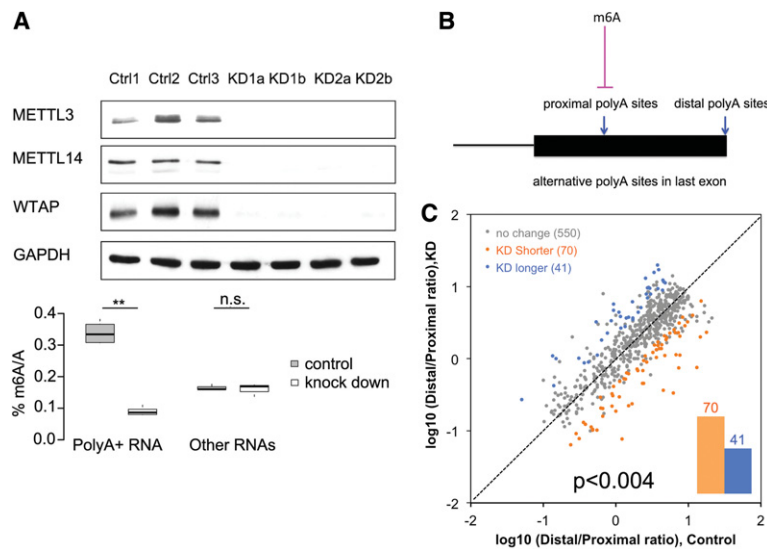 A
Ctrl1 Ctrl2 Ctrl3 KD1a KD1b KD2a KD2b
METTL3
METTL14
WTAP
GAPDH
% m6A/A
0.4
0.3
0.2
0.1
0.0
**
n.s.
control
knock down
PolyA+ RNA
Other RNAs
B
m6A
proximal polyA sites
distal polyA sites
alternative polyA sites in last exon
C
log10 (Distal/Proximal ratio),KD
2
1
0
-1
-2
no change (550)
KD Shorter (70)
KD longer (41)
70
41
p<0.004
-2 -1 0 1 2
log10 (Distal/Proximal ratio), Control